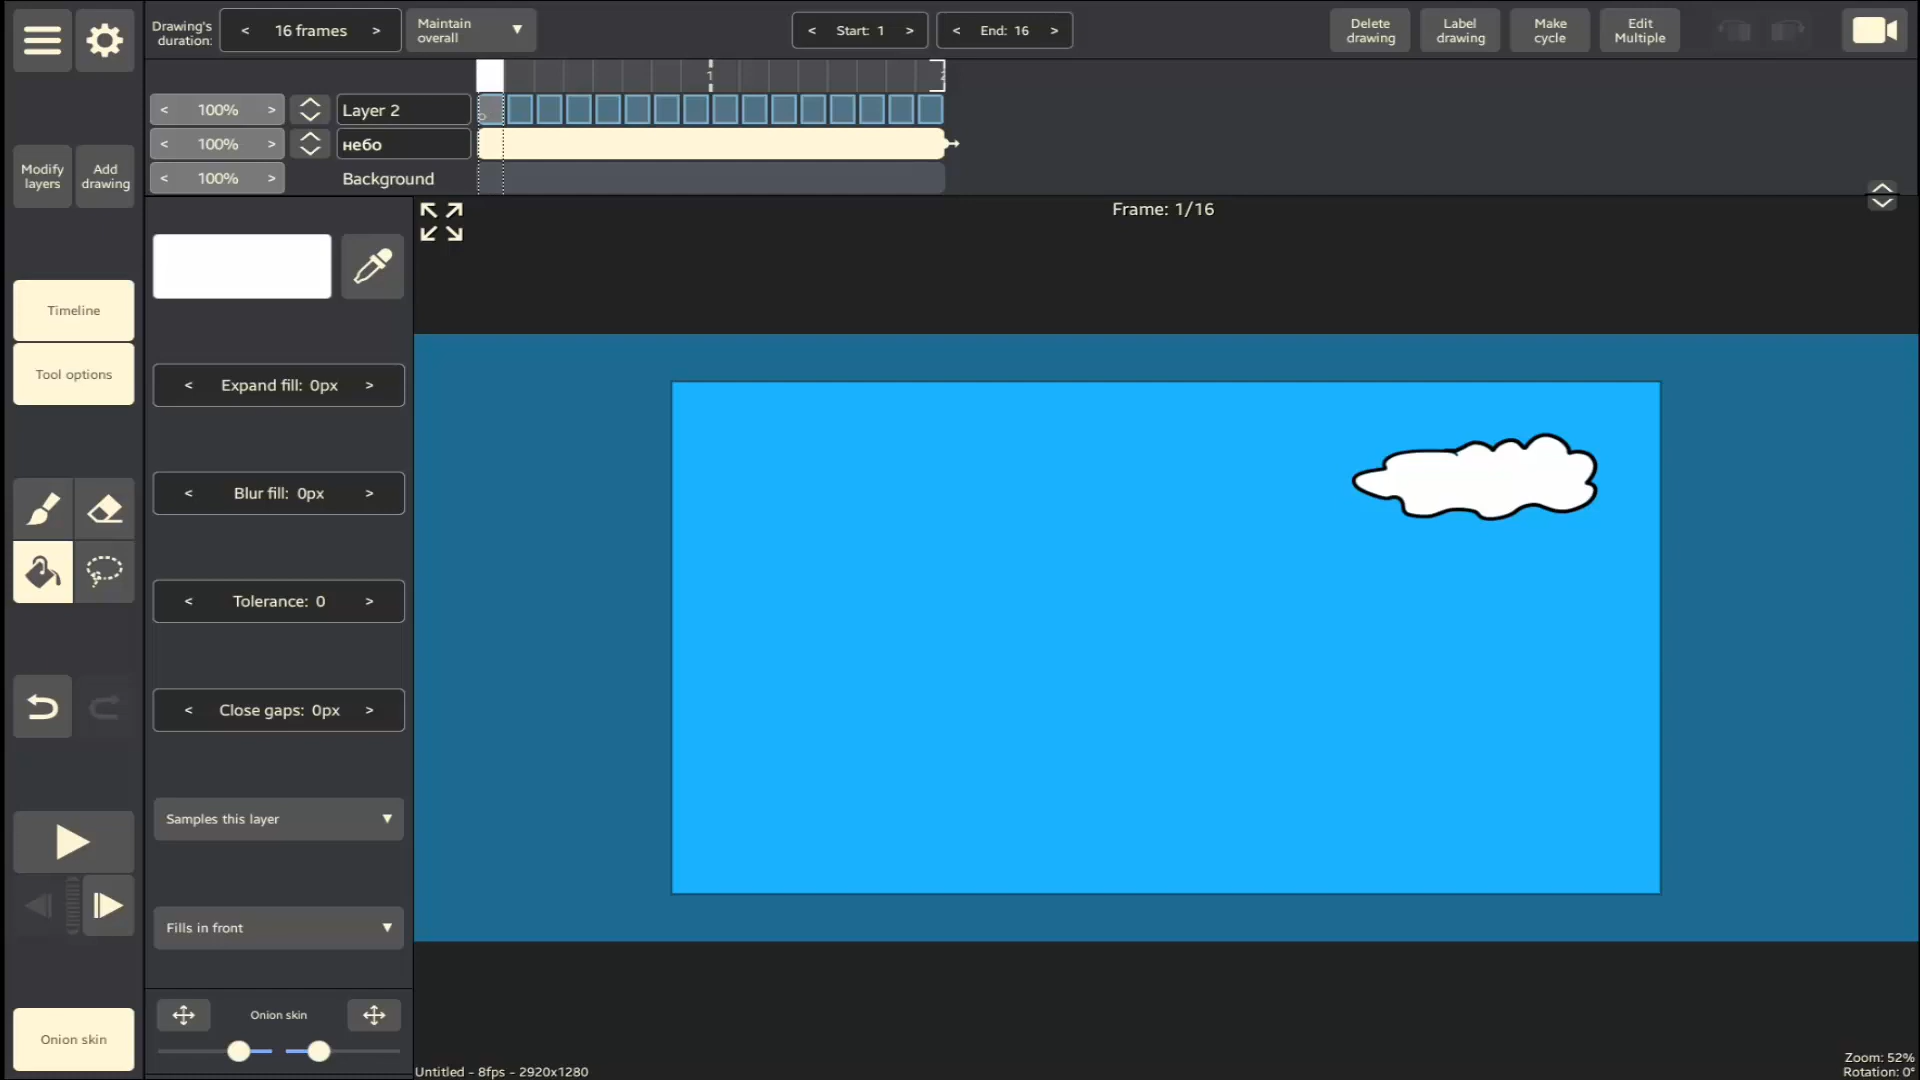 Drawing's
duration:
< 16 frames >
Maintain
overall
< Start: 1 >
< End: 16 >
Delete
drawing
Label
drawing
Make
cycle
Edit
Multiple
1
< 100% >
Layer 2
< 100% >
небо
< 100% >
Background
Modify
layers
Add
drawing
Frame: 1/16
Timeline
Tool options
< Expand fill: 0px >
< Blur fill: 0px >
< Tolerance: 0 >
< Close gaps: 0px >
Samples this layer
Fills in front
Onion skin
Onion skin
Untitled - 8fps - 2920x1280
Zoom: 52%
Rotation: 0°